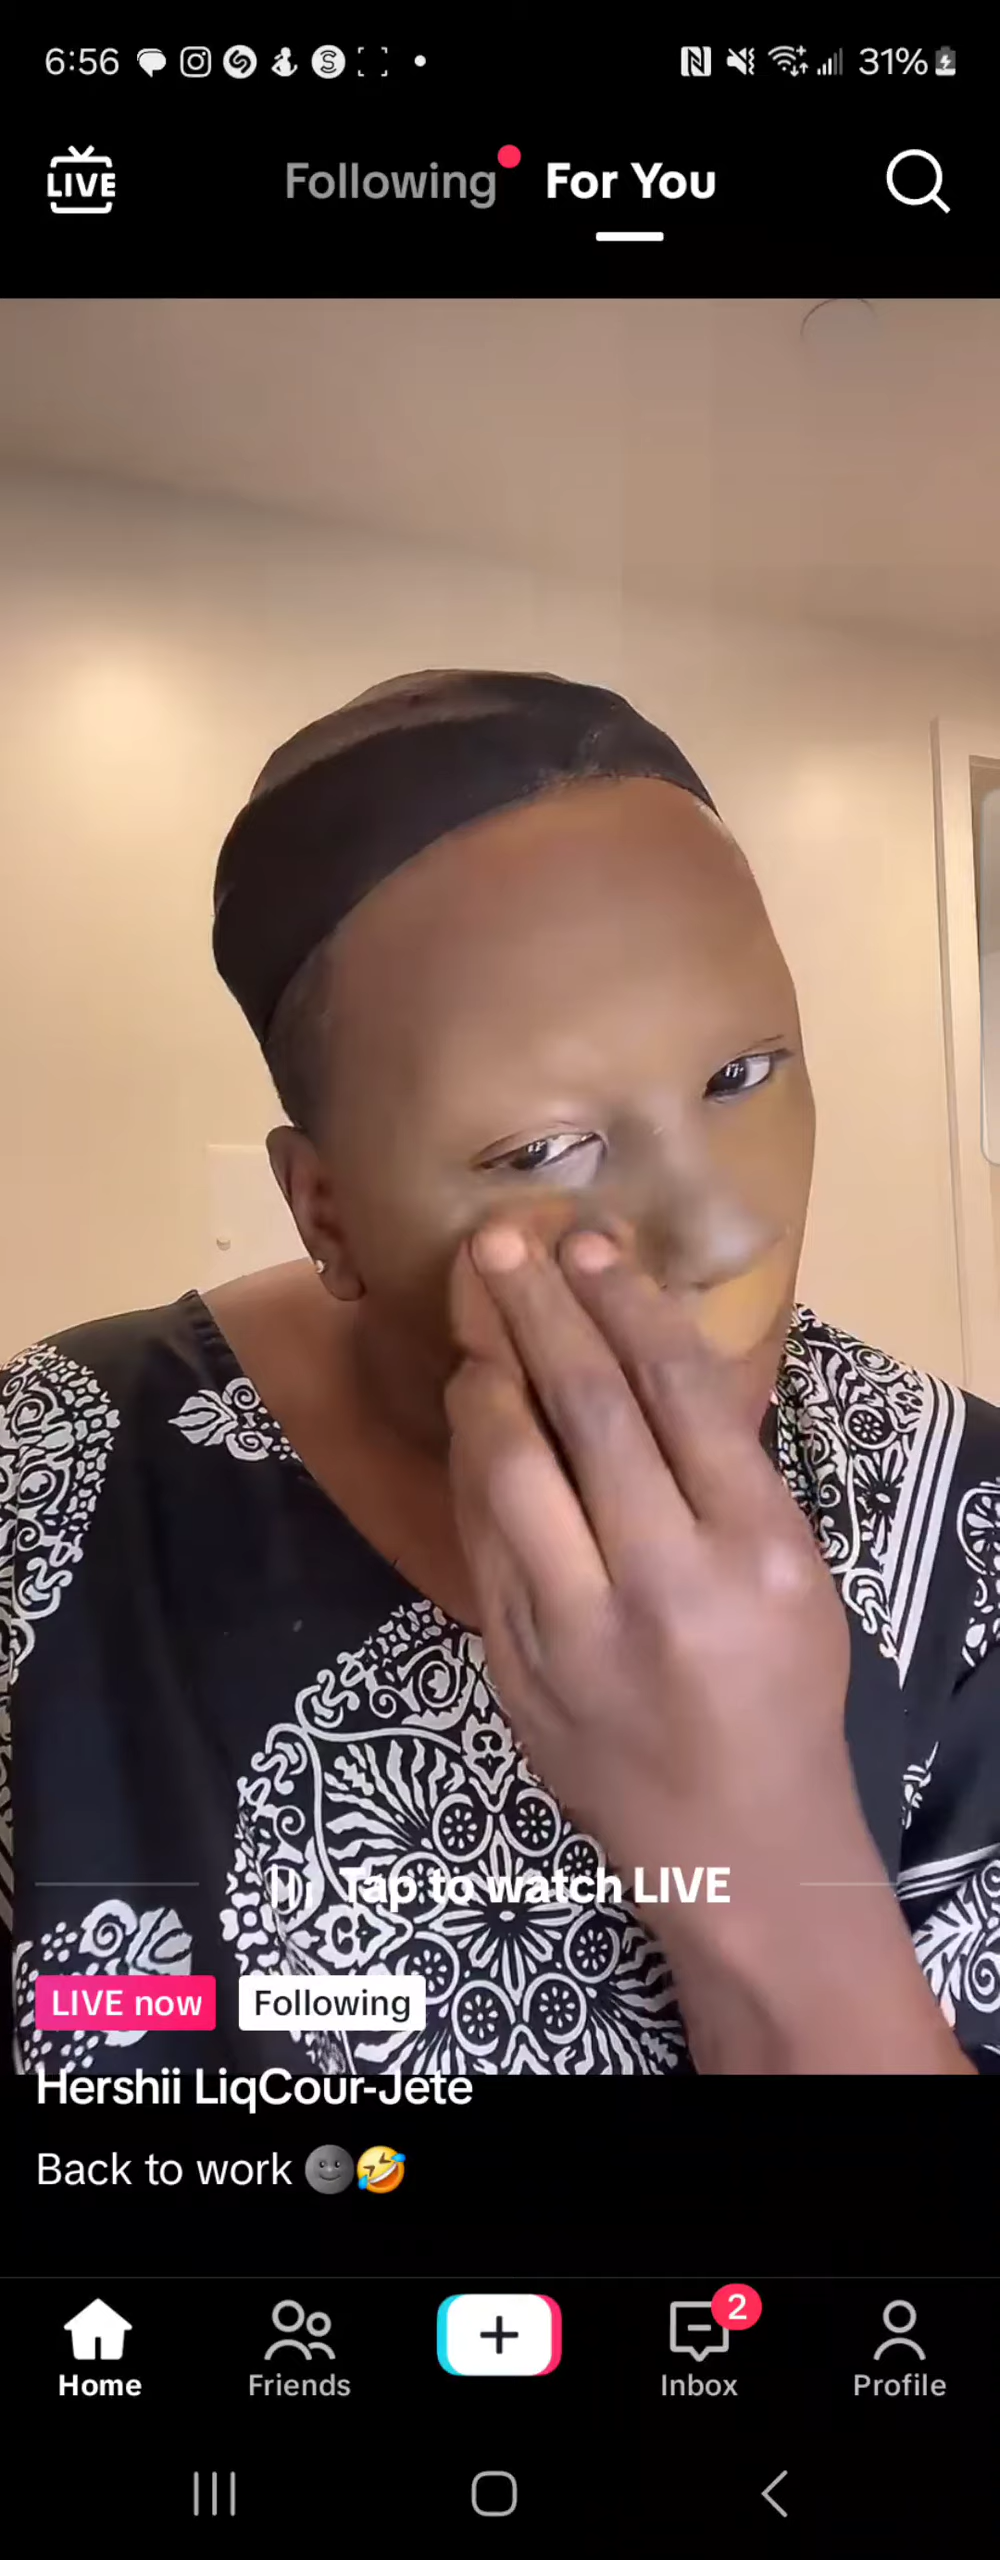 6:56 31%
LIVE Following For You
Tap to watch LIVE
LIVE now Following
Hershii LiqCour-Jete
Back to work 🌚🤣
2
Home Friends Inbox Profile